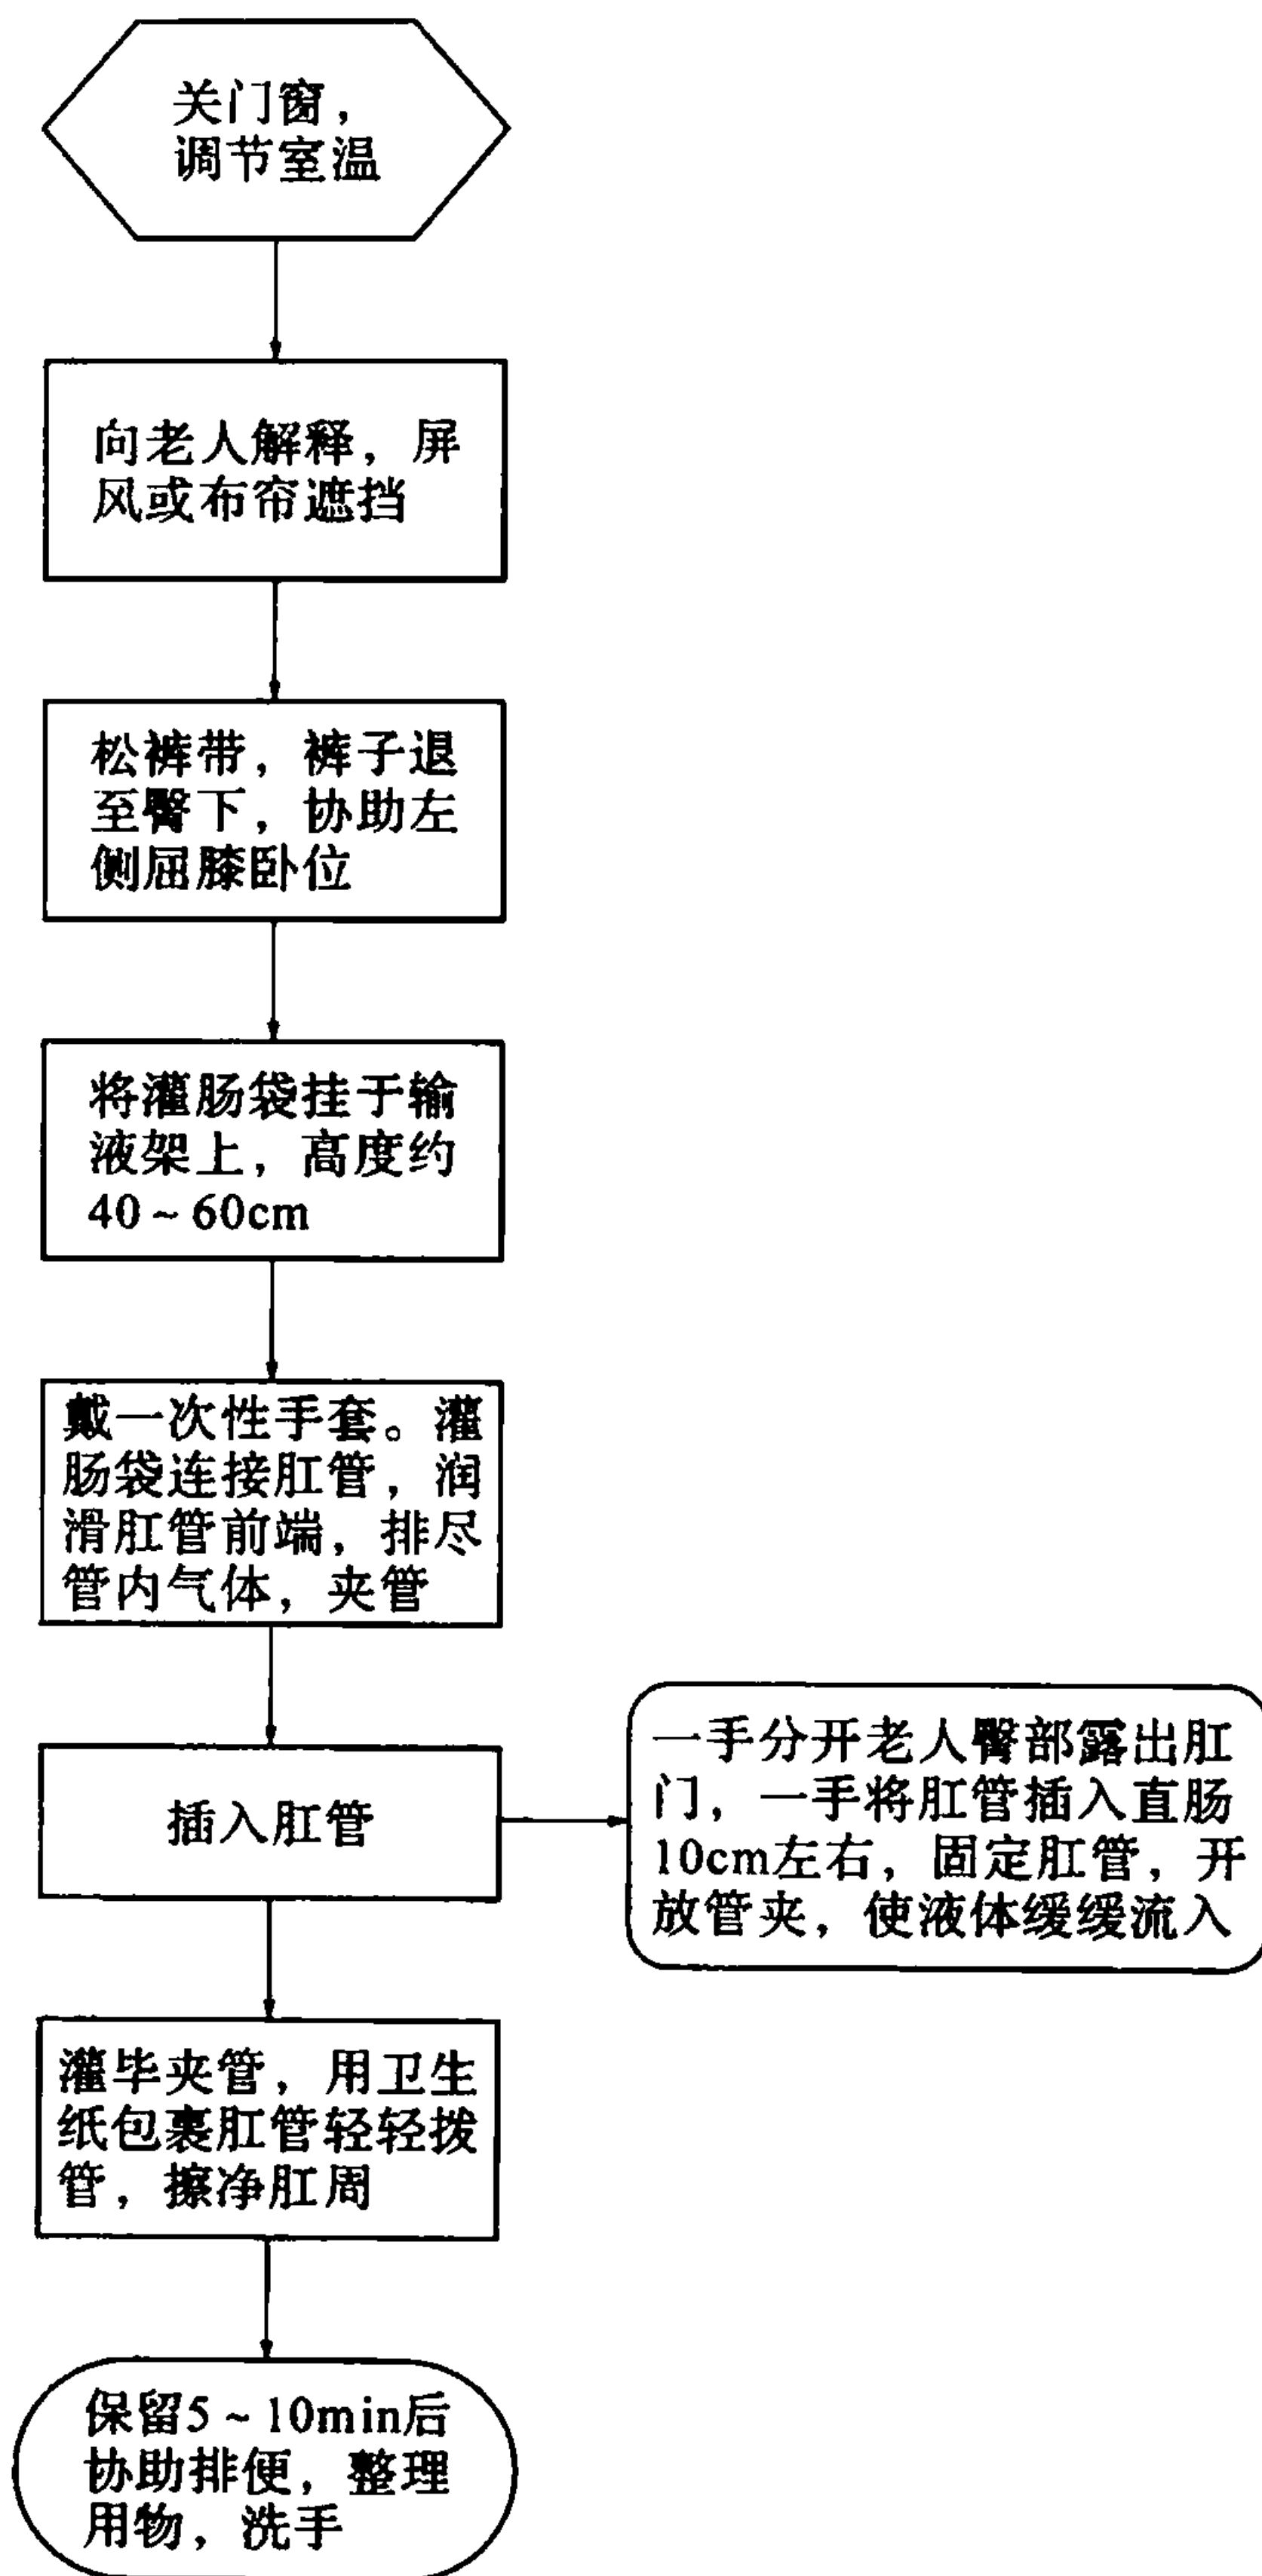 关门窗，
调节室温
向老人解释，屏
风或布帘遮挡
松裤带，裤子退
至臀下，协助左
侧屈膝卧位
将灌肠袋挂于输
液架上，高度约
40～60cm
戴一次性手套。灌
肠袋连接肛管，润
滑肛管前端，排尽
管内气体，夹管
插入肛管
一手分开老人臀部露出肛
门，一手将肛管插入直肠
10cm左右，固定肛管，开
放管夹，使液体缓缓流入
灌毕夹管，用卫生
纸包裹肛管轻轻拨
管，擦净肛周
保留5～10min后
协助排便，整理
用物，洗手